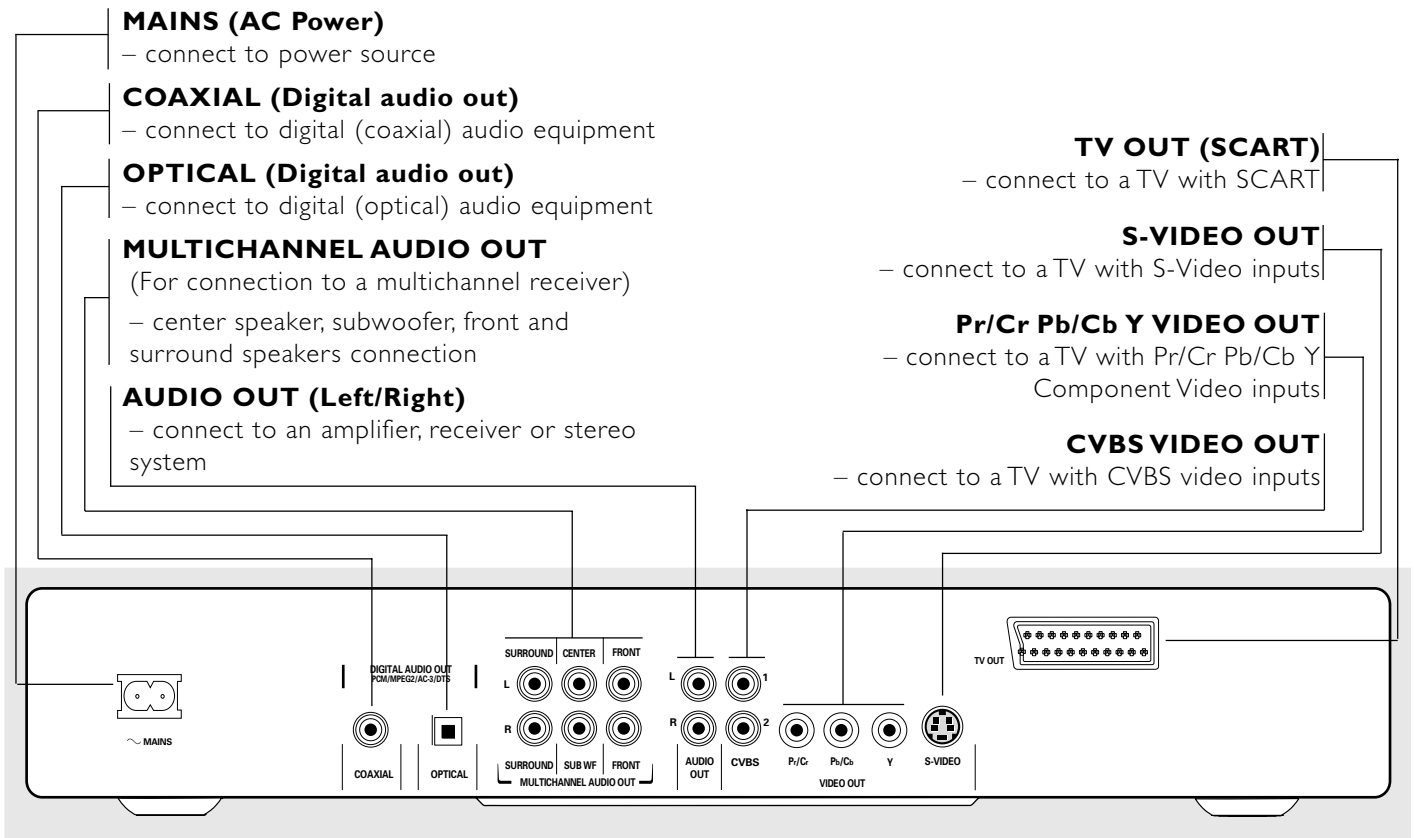 MAINS (AC Power)
– connect to power source
COAXIAL (Digital audio out)
– connect to digital (coaxial) audio equipment
OPTICAL (Digital audio out)
– connect to digital (optical) audio equipment
MULTICHANNEL AUDIO OUT
(For connection to a multichannel receiver)
– center speaker, subwoofer, front and
surround speakers connection
AUDIO OUT (Left/Right)
– connect to an amplifier, receiver or stereo
system
TV OUT (SCART)
– connect to a TV with SCART
S-VIDEO OUT
– connect to a TV with S-Video inputs
Pr/Cr Pb/Cb Y VIDEO OUT
– connect to a TV with Pr/Cr Pb/Cb Y
Component Video inputs
CVBS VIDEO OUT
– connect to a TV with CVBS video inputs
～ MAINS
DIGITAL AUDIO OUT
PCM/MPEG2/AC-3/DTS
COAXIAL
OPTICAL
SURROUND CENTER FRONT
L
R
SURROUND SUB WF FRONT
MULTICHANNEL AUDIO OUT
L
R
AUDIO
OUT
1
2
CVBS
Pr/Cr Pb/Cb Y
VIDEO OUT
S-VIDEO
TV OUT